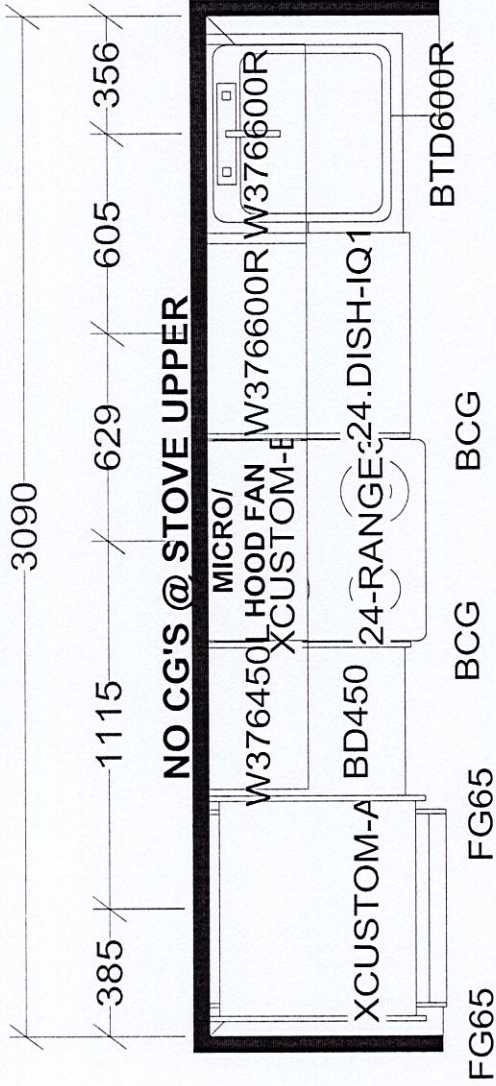 3090
385
1115
629
605
356
NO CG'S @ STOVE UPPER
W376450L
MICRO/
HOOD FAN
XCUSTOM-B
W376600R
W376600R
XCUSTOM-A
BD450
24-RANGE
24.DISH-IQ1
BTD600R
FG65
FG65
BCG
BCG